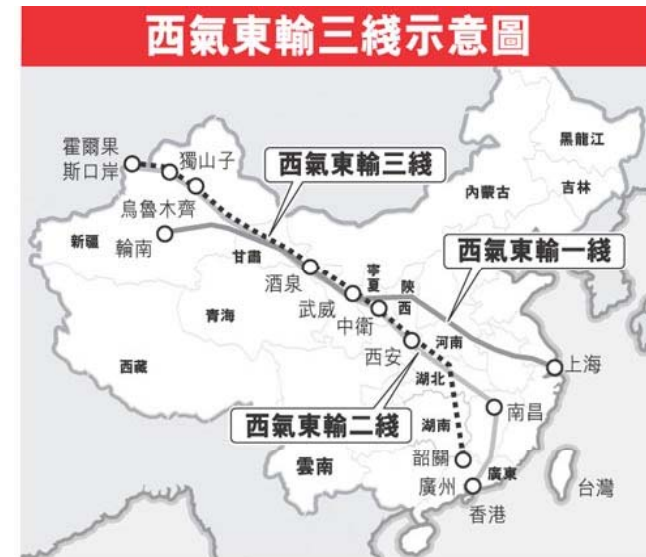 西氣東輸三綫示意圖
霍爾果
斯口岸
獨山子
西氣東輸三綫
黑龍江
吉林
內蒙古
烏魯木齊
新疆
輪南
甘肅
西氣東輸一綫
酒泉
寧夏
陝西
武威
青海
中衛
河南
西安
上海
西藏
湖北
西氣東輸二綫
南昌
湖南
雲南
韶關
廣東
廣州
台灣
香港